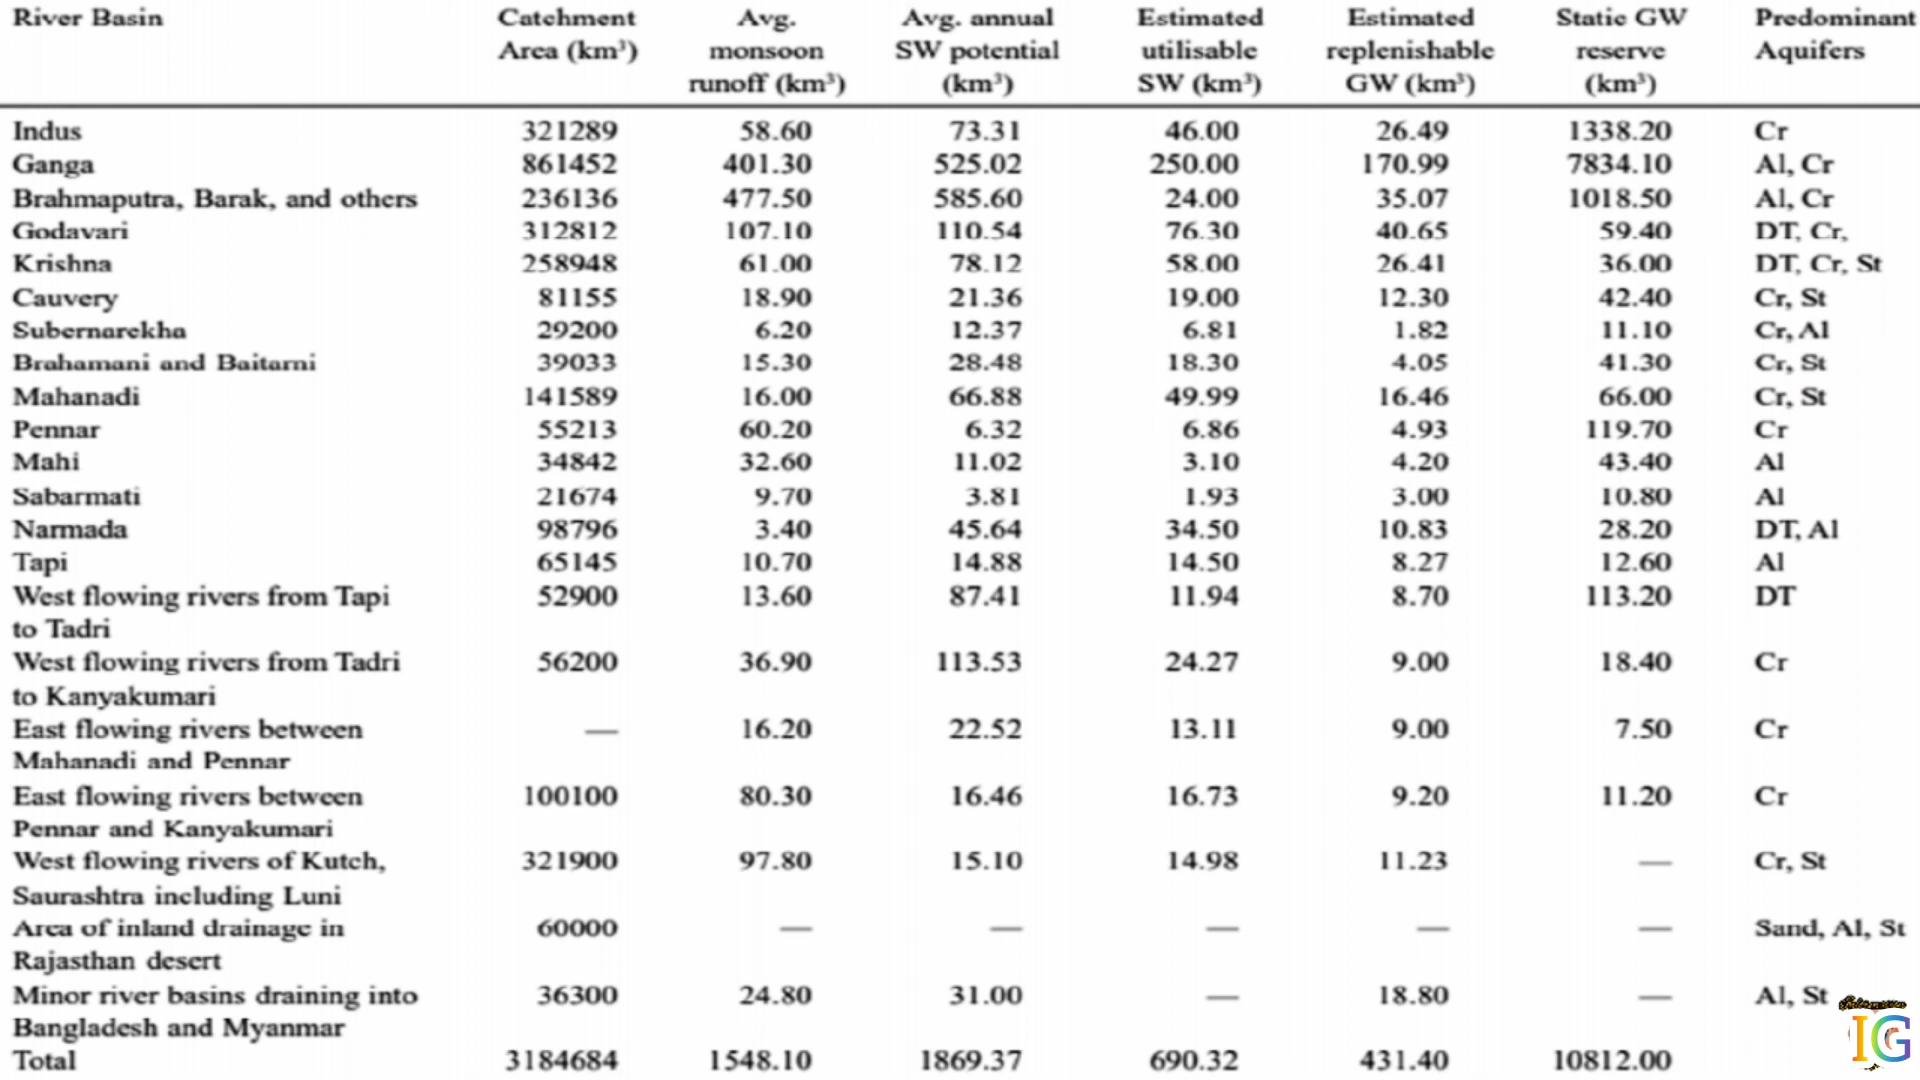 River Basin Catchment Avg. Avg. annual Estimated Estimated Static GW Predominant
Area (km³) monsoon SW potential utilisable replenishable reserve Aquifers
runoff (km³) (km³) SW (km³) GW (km³) (km³)
Indus 321289 58.60 73.31 46.00 26.49 1338.20 Cr
Ganga 861452 401.30 525.02 250.00 170.99 7834.10 Al, Cr
Brahmaputra, Barak, and others 236136 477.50 585.60 24.00 35.07 1018.50 Al, Cr
Godavari 312812 107.10 110.54 76.30 40.65 59.40 DT, Cr,
Krishna 258948 61.00 78.12 58.00 26.41 36.00 DT, Cr, St
Cauvery 81155 18.90 21.36 19.00 12.30 42.40 Cr, St
Subernarekha 29200 6.20 12.37 6.81 1.82 11.10 Cr, Al
Brahamani and Baitarni 39033 15.30 28.48 18.30 4.05 41.30 Cr, St
Mahanadi 141589 16.00 66.88 49.99 16.46 66.00 Cr, St
Pennar 55213 60.20 6.32 6.86 4.93 119.70 Cr
Mahi 34842 32.60 11.02 3.10 4.20 43.40 Al
Sabarmati 21674 9.70 3.81 1.93 3.00 10.80 Al
Narmada 98796 3.40 45.64 34.50 10.83 28.20 DT, Al
Tapi 65145 10.70 14.88 14.50 8.27 12.60 Al
West flowing rivers from Tapi 52900 13.60 87.41 11.94 8.70 113.20 DT
to Tadri
West flowing rivers from Tadri 56200 36.90 113.53 24.27 9.00 18.40 Cr
to Kanyakumari
East flowing rivers between — 16.20 22.52 13.11 9.00 7.50 Cr
Mahanadi and Pennar
East flowing rivers between 100100 80.30 16.46 16.73 9.20 11.20 Cr
Pennar and Kanyakumari
West flowing rivers of Kutch, 321900 97.80 15.10 14.98 11.23 — Cr, St
Saurashtra including Luni
Area of inland drainage in 60000 — — — — — Sand, Al, St
Rajasthan desert
Minor river basins draining into 36300 24.80 31.00 — 18.80 — Al, St
Bangladesh and Myanmar
Total 3184684 1548.10 1869.37 690.32 431.40 10812.00
IG